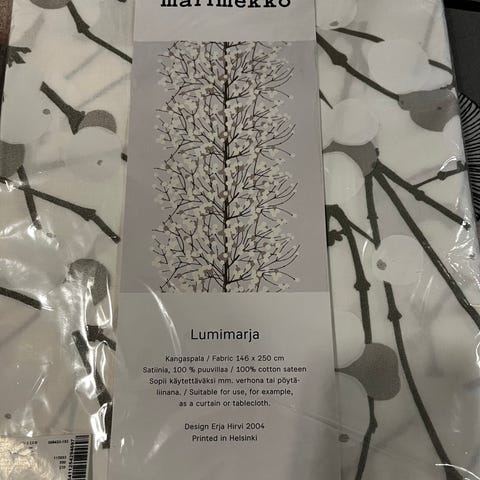 marimekko
Lumimarja
Kangaspala / Fabric 146 x 250 cm
Satiinia, 100 % puuvillaa / 100% cotton sateen
Sopii käytettäväksi mm. verhona tai pöytä-
liinana. / Suitable for use, for example,
as a curtain or tablecloth.
Design Erja Hirvi 2004
Printed in Helsinki